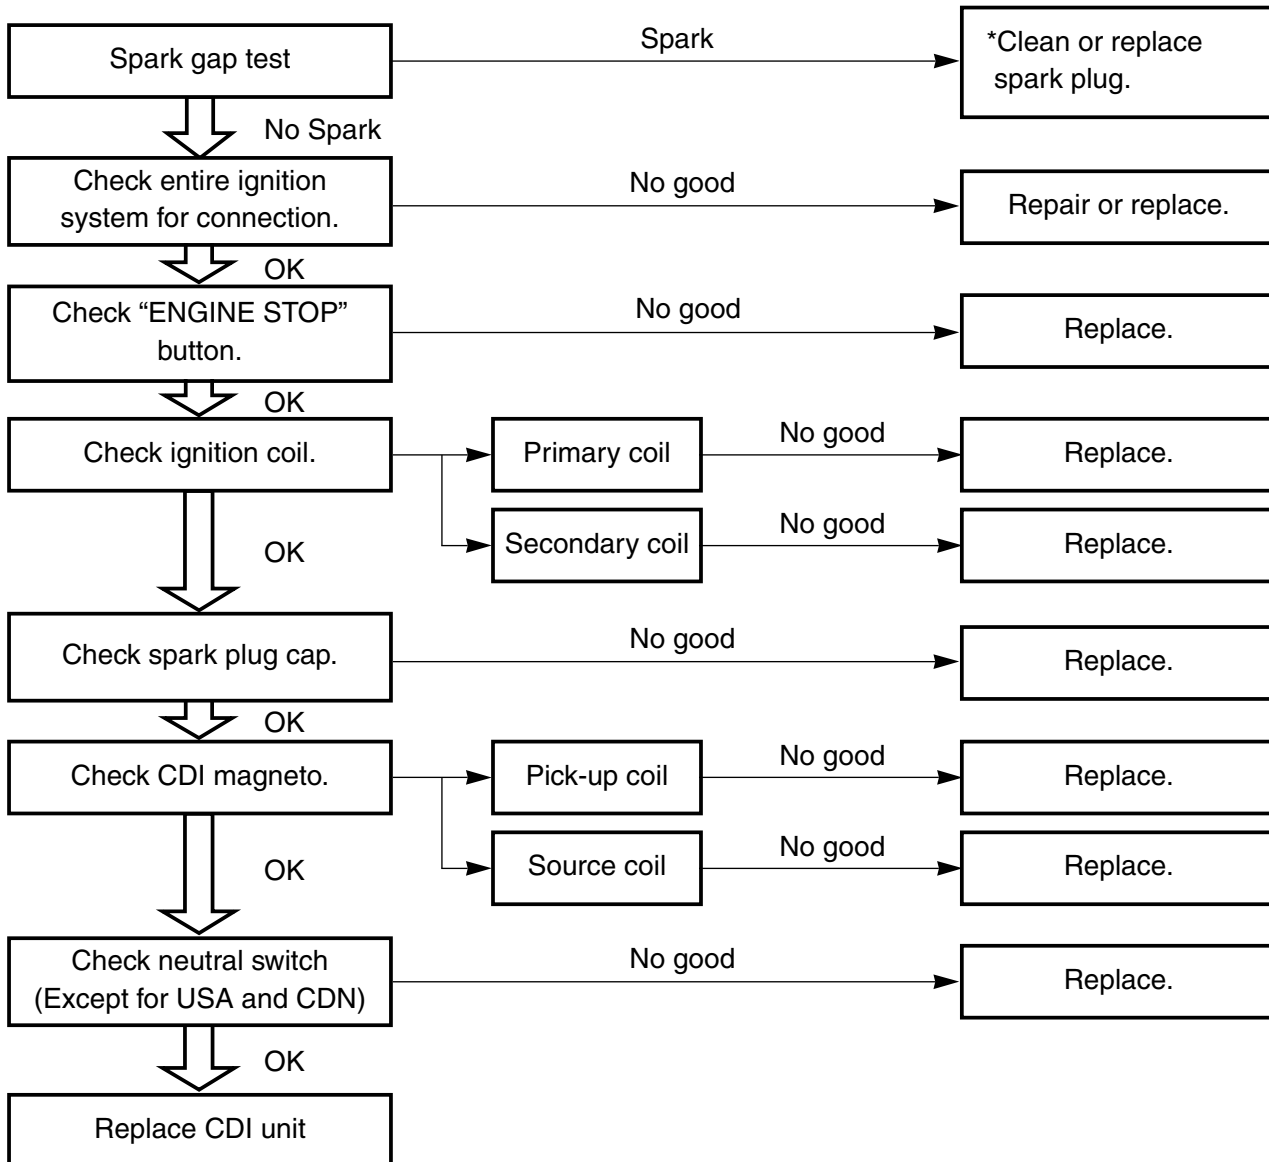 Spark gap test
Spark
*Clean or replace
spark plug.
No Spark
Check entire ignition
system for connection.
No good
Repair or replace.
OK
Check “ENGINE STOP”
button.
No good
Replace.
OK
Check ignition coil.
Primary coil
No good
Replace.
Secondary coil
No good
Replace.
OK
Check spark plug cap.
No good
Replace.
OK
Check CDI magneto.
Pick-up coil
No good
Replace.
Source coil
No good
Replace.
OK
Check neutral switch
(Except for USA and CDN)
No good
Replace.
OK
Replace CDI unit